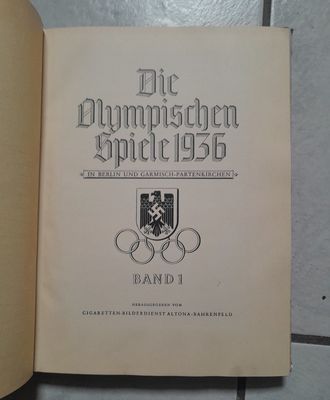 Die
Olympischen
Spiele 1936
IN BERLIN UND GARMISCH-PARTENKIRCHEN
BAND 1
HERAUSGEGEBEN VOM
CIGARETTEN-BILDERDIENST ALTONA-BAHRENFELD